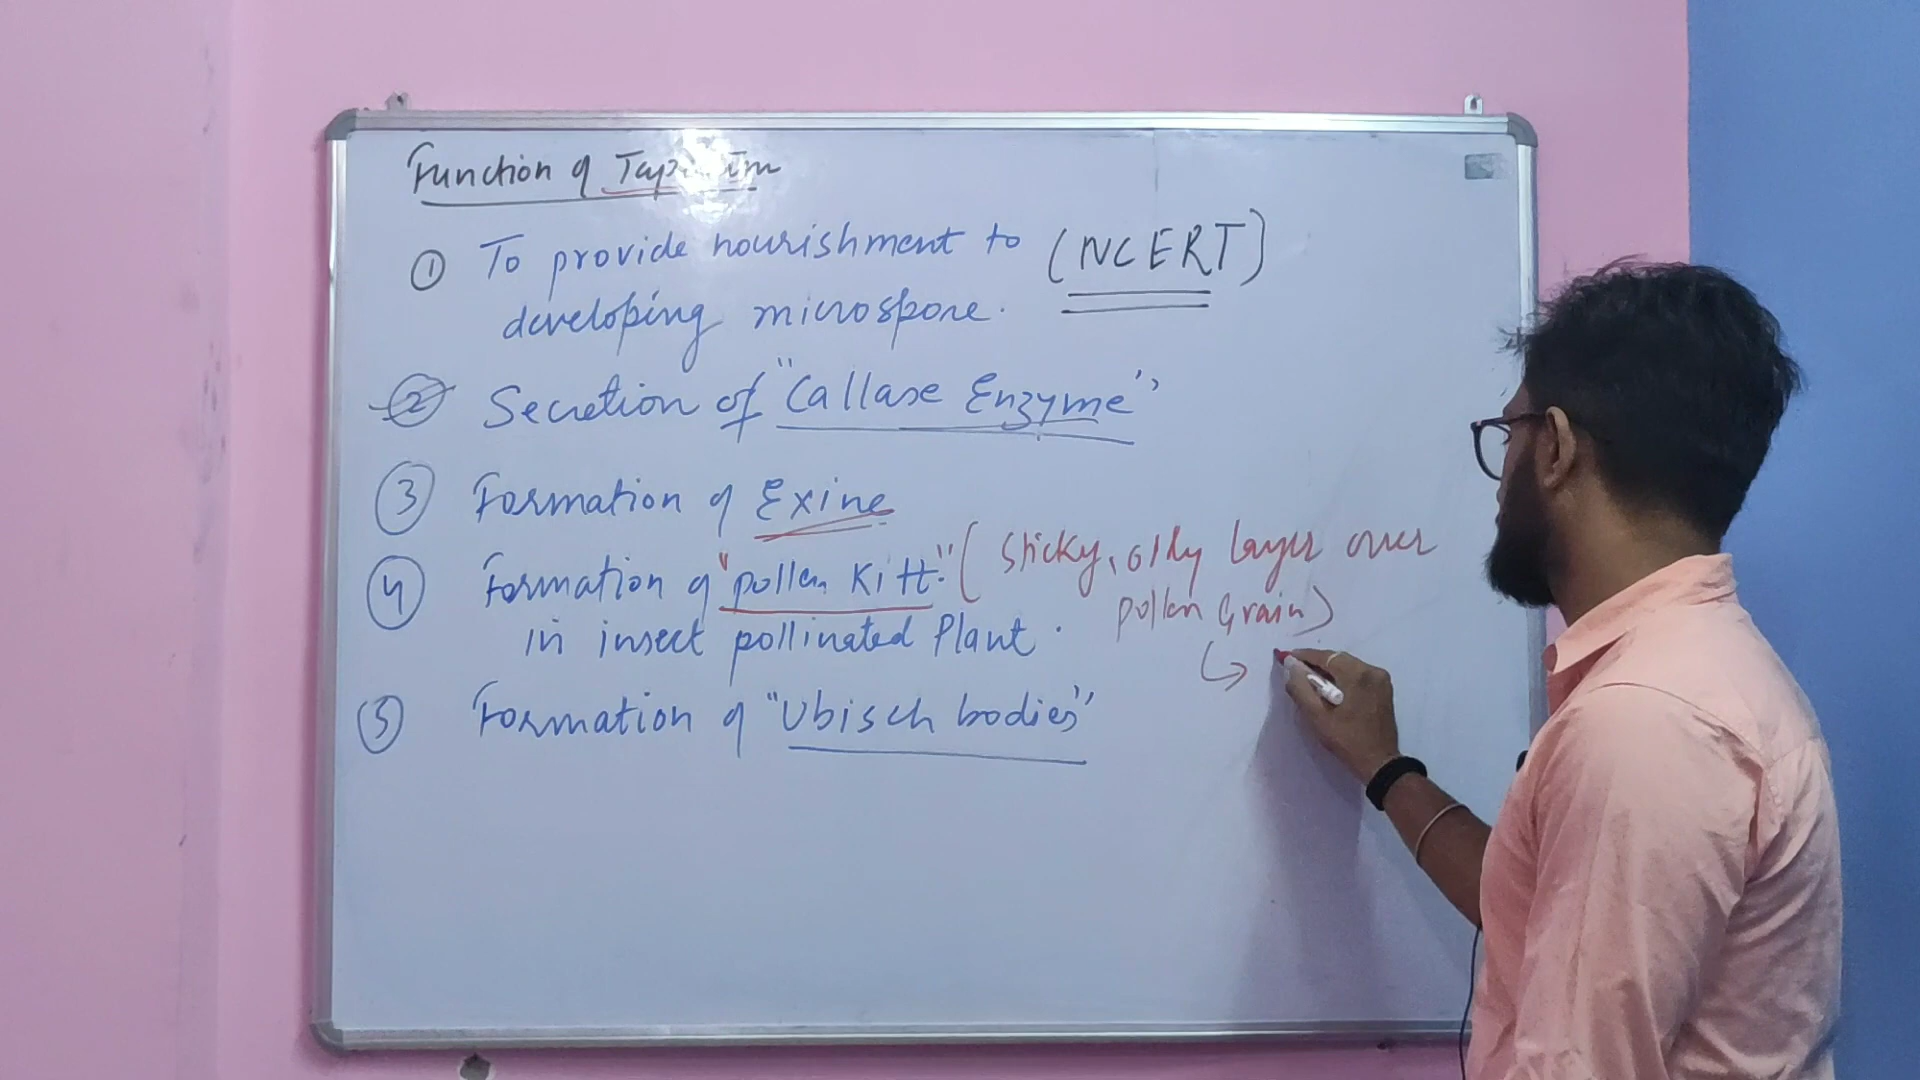 Function of
① To provide nourishment to (NCERT)
developing microspore.
② Secretion of "Callase Enzyme"
③ Formation of Exine
④ Formation of "pollen Kitt." (Sticky, oily layer over
pollen Grain)
in insect pollinated Plant.
⑤ Formation of "Ubisch bodies"